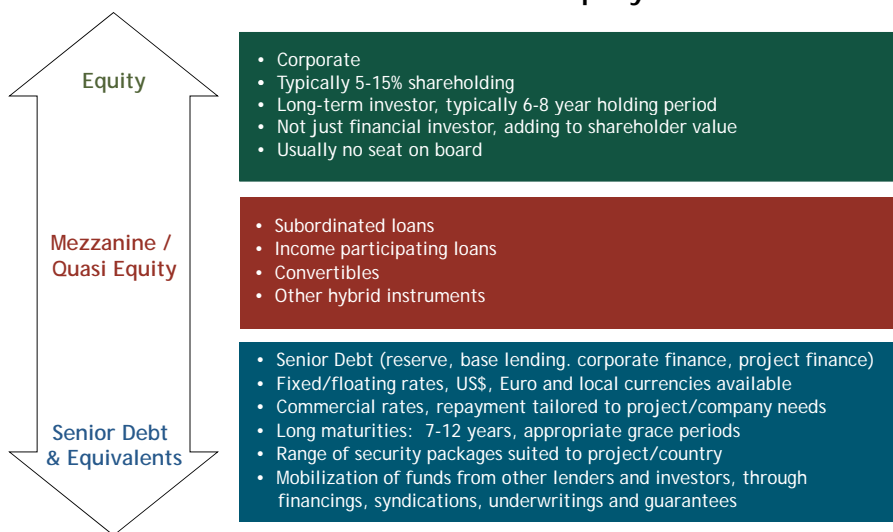 Equity
• Corporate
• Typically 5-15% shareholding
• Long-term investor, typically 6-8 year holding period
• Not just financial investor, adding to shareholder value
• Usually no seat on board
Mezzanine /
Quasi Equity
• Subordinated loans
• Income participating loans
• Convertibles
• Other hybrid instruments
Senior Debt
& Equivalents
• Senior Debt (reserve, base lending. corporate finance, project finance)
• Fixed/floating rates, US$, Euro and local currencies available
• Commercial rates, repayment tailored to project/company needs
• Long maturities: 7-12 years, appropriate grace periods
• Range of security packages suited to project/country
• Mobilization of funds from other lenders and investors, through
financings, syndications, underwritings and guarantees